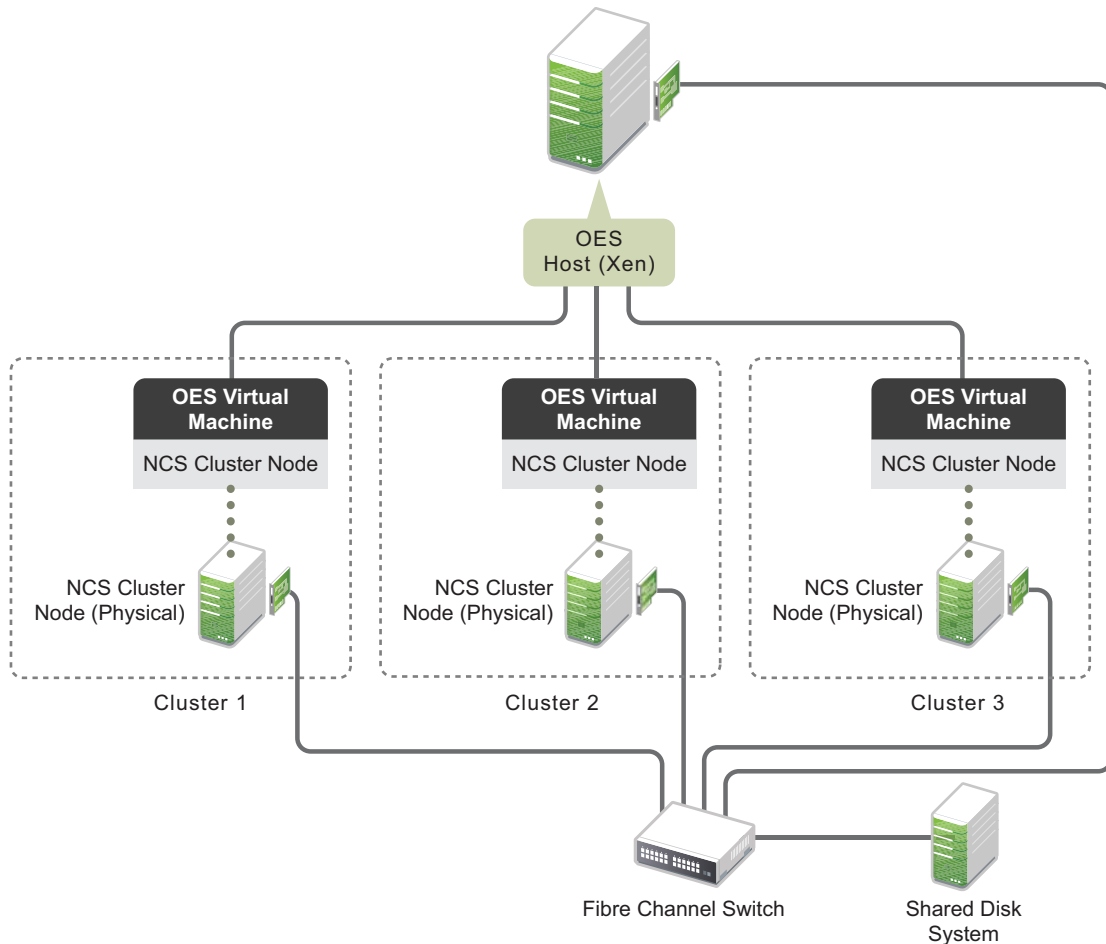 OES
Host (Xen)
OES Virtual
Machine
NCS Cluster Node
NCS Cluster
Node (Physical)
Cluster 1
OES Virtual
Machine
NCS Cluster Node
NCS Cluster
Node (Physical)
Cluster 2
OES Virtual
Machine
NCS Cluster Node
NCS Cluster
Node (Physical)
Cluster 3
Fibre Channel Switch
Shared Disk
System